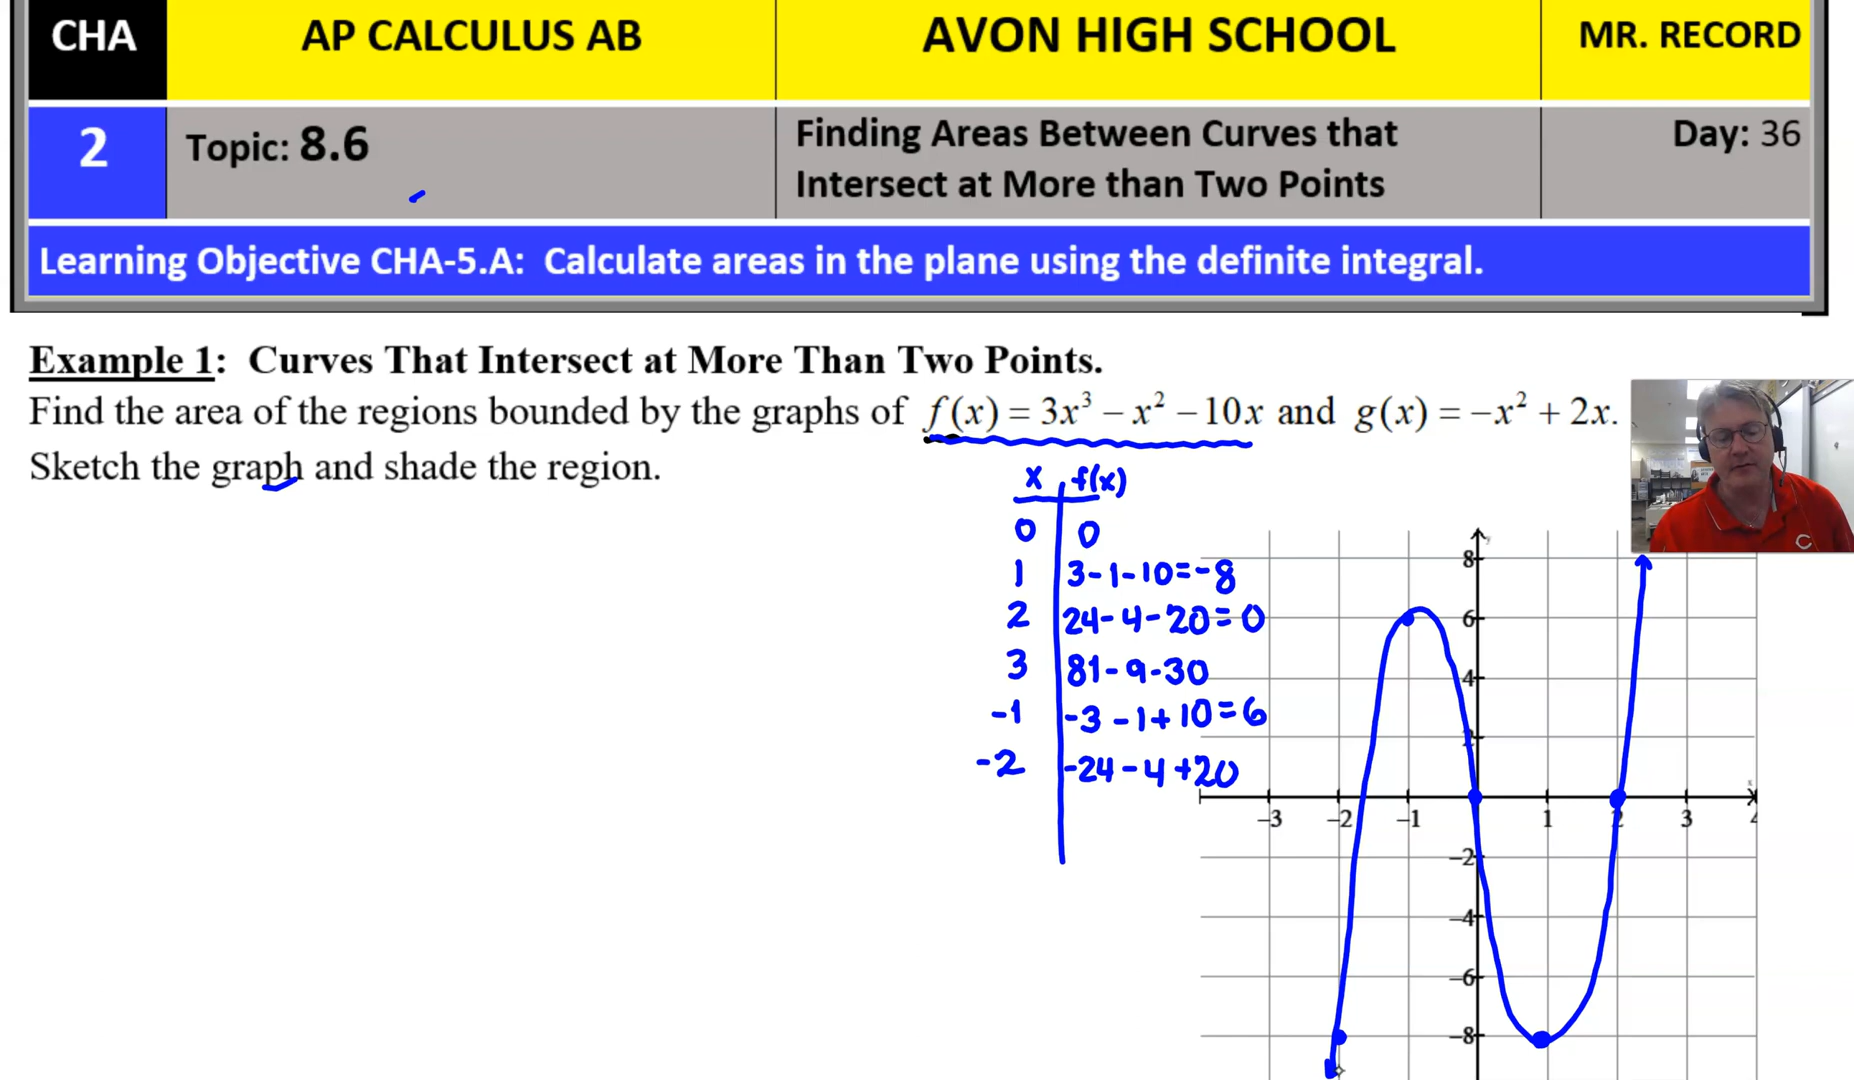 CHA AP CALCULUS AB AVON HIGH SCHOOL MR. RECORD
2 Topic: 8.6 Finding Areas Between Curves that Day: 36
Intersect at More than Two Points
Learning Objective CHA-5.A: Calculate areas in the plane using the definite integral.
Example 1: Curves That Intersect at More Than Two Points.
Find the area of the regions bounded by the graphs of f(x) = 3x³ − x² − 10x and g(x) = −x² + 2x.
Sketch the graph and shade the region.
x f(x)
0 0
1 3-1-10=-8
2 24-4-20=0
3 81-9-30
-1 -3-1+10=6
-2 -24-4+20
y
8
6
4
2
x
−3 −2 −1 1 2 3 4
−2
−4
−6
−8
C